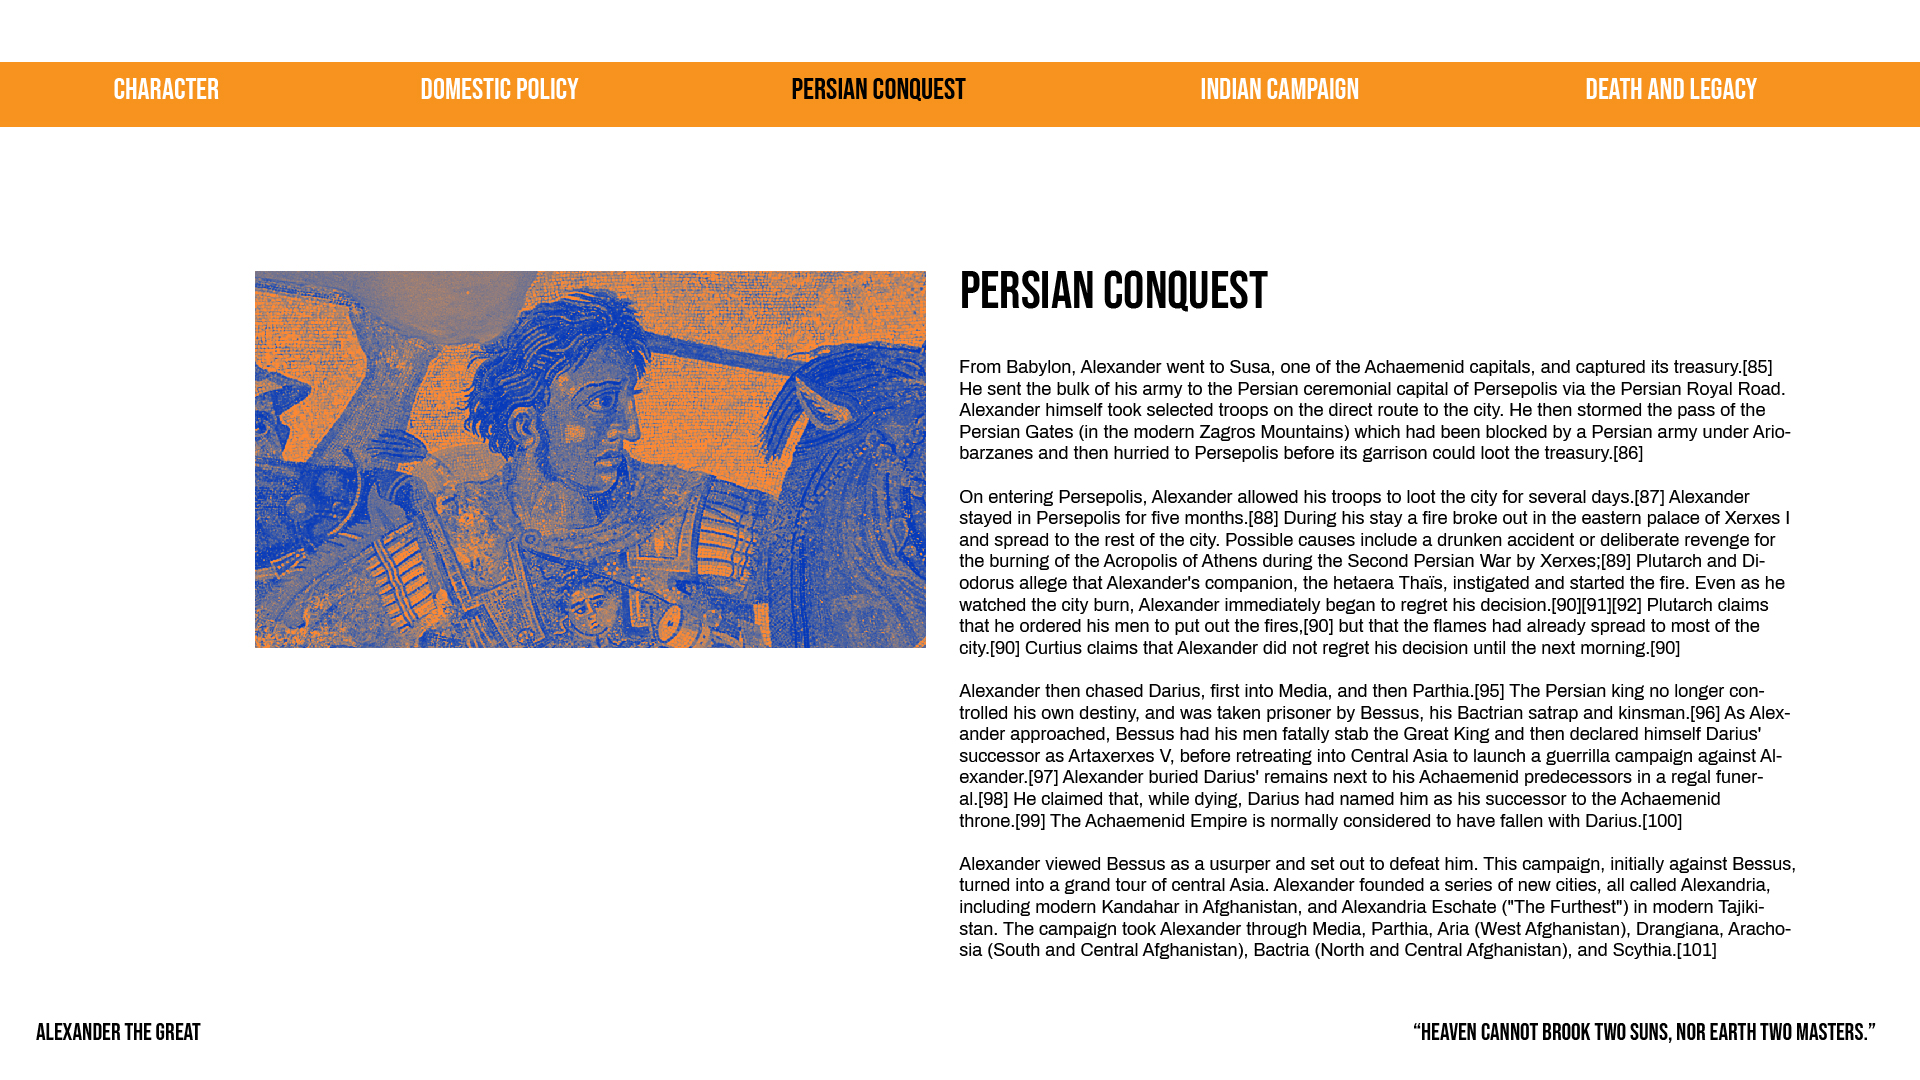 CHARACTER
DOMESTIC POLICY
PERSIAN CONQUEST
INDIAN CAMPAIGN
DEATH AND LEGACY
PERSIAN CONQUEST
From Babylon, Alexander went to Susa, one of the Achaemenid capitals, and captured its treasury.[85]
He sent the bulk of his army to the Persian ceremonial capital of Persepolis via the Persian Royal Road.
Alexander himself took selected troops on the direct route to the city. He then stormed the pass of the
Persian Gates (in the modern Zagros Mountains) which had been blocked by a Persian army under Ario-
barzanes and then hurried to Persepolis before its garrison could loot the treasury.[86]
On entering Persepolis, Alexander allowed his troops to loot the city for several days.[87] Alexander
stayed in Persepolis for five months.[88] During his stay a fire broke out in the eastern palace of Xerxes I
and spread to the rest of the city. Possible causes include a drunken accident or deliberate revenge for
the burning of the Acropolis of Athens during the Second Persian War by Xerxes;[89] Plutarch and Di-
odorus allege that Alexander's companion, the hetaera Thaïs, instigated and started the fire. Even as he
watched the city burn, Alexander immediately began to regret his decision.[90][91][92] Plutarch claims
that he ordered his men to put out the fires,[90] but that the flames had already spread to most of the
city.[90] Curtius claims that Alexander did not regret his decision until the next morning.[90]
Alexander then chased Darius, first into Media, and then Parthia.[95] The Persian king no longer con-
trolled his own destiny, and was taken prisoner by Bessus, his Bactrian satrap and kinsman.[96] As Alex-
ander approached, Bessus had his men fatally stab the Great King and then declared himself Darius'
successor as Artaxerxes V, before retreating into Central Asia to launch a guerrilla campaign against Al-
exander.[97] Alexander buried Darius' remains next to his Achaemenid predecessors in a regal funer-
al.[98] He claimed that, while dying, Darius had named him as his successor to the Achaemenid
throne.[99] The Achaemenid Empire is normally considered to have fallen with Darius.[100]
Alexander viewed Bessus as a usurper and set out to defeat him. This campaign, initially against Bessus,
turned into a grand tour of central Asia. Alexander founded a series of new cities, all called Alexandria,
including modern Kandahar in Afghanistan, and Alexandria Eschate ("The Furthest") in modern Tajiki-
stan. The campaign took Alexander through Media, Parthia, Aria (West Afghanistan), Drangiana, Aracho-
sia (South and Central Afghanistan), Bactria (North and Central Afghanistan), and Scythia.[101]
ALEXANDER THE GREAT
“HEAVEN CANNOT BROOK TWO SUNS, NOR EARTH TWO MASTERS.”